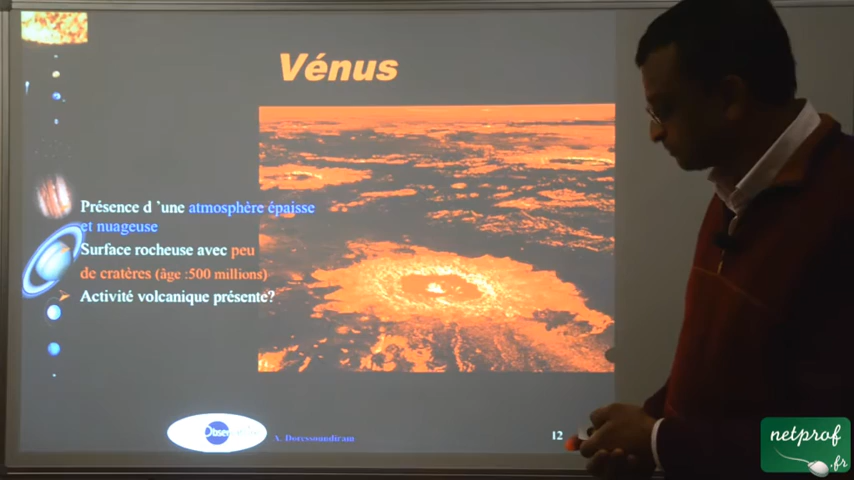 Vénus
Présence d 'une atmosphère épaisse
et nuageuse
Surface rocheuse avec peu
de cratères (âge :500 millions)
Activité volcanique présente?
A. Doressoundiram
12
netprof
.fr